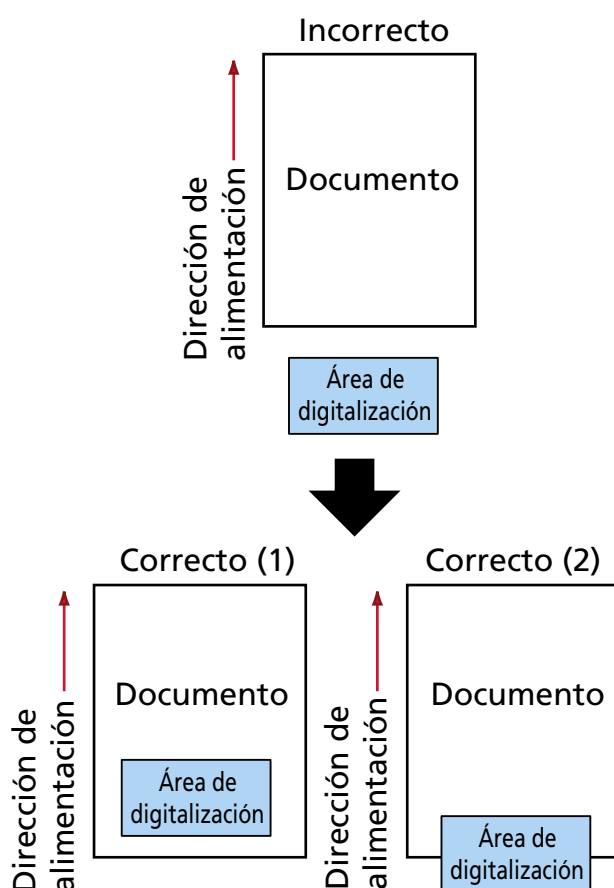 Incorrecto
Dirección de
alimentación
Documento
Área de
digitalización
Correcto (1)
Dirección de
alimentación
Documento
Área de
digitalización
Correcto (2)
Dirección de
alimentación
Documento
Área de
digitalización